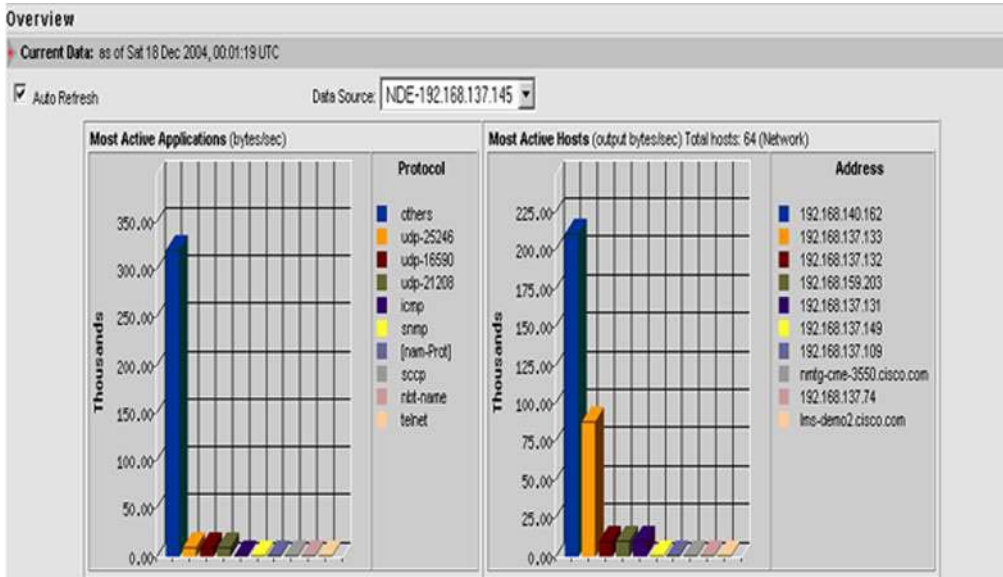 Overview
Current Data: as of Sat 18 Dec 2004, 00:01:19 UTC
Auto Refresh
Data Source: NDE-192.168.137.145
Most Active Applications (bytes/sec)
Protocol
350.00
300.00
250.00
200.00
150.00
100.00
50.00
0.00
Thousands
others
udp-25246
udp-16590
udp-21208
icmp
snmp
[nam-Prot]
sccp
nbt-name
telnet
Most Active Hosts (output bytes/sec) Total hosts: 64 (Network)
Address
225.00
200.00
175.00
150.00
125.00
100.00
75.00
50.00
25.00
0.00
Thousands
192.168.140.162
192.168.137.133
192.168.137.132
192.168.159.203
192.168.137.131
192.168.137.149
192.168.137.109
nmtg-cme-3550.cisco.com
192.168.137.74
lms-demo2.cisco.com